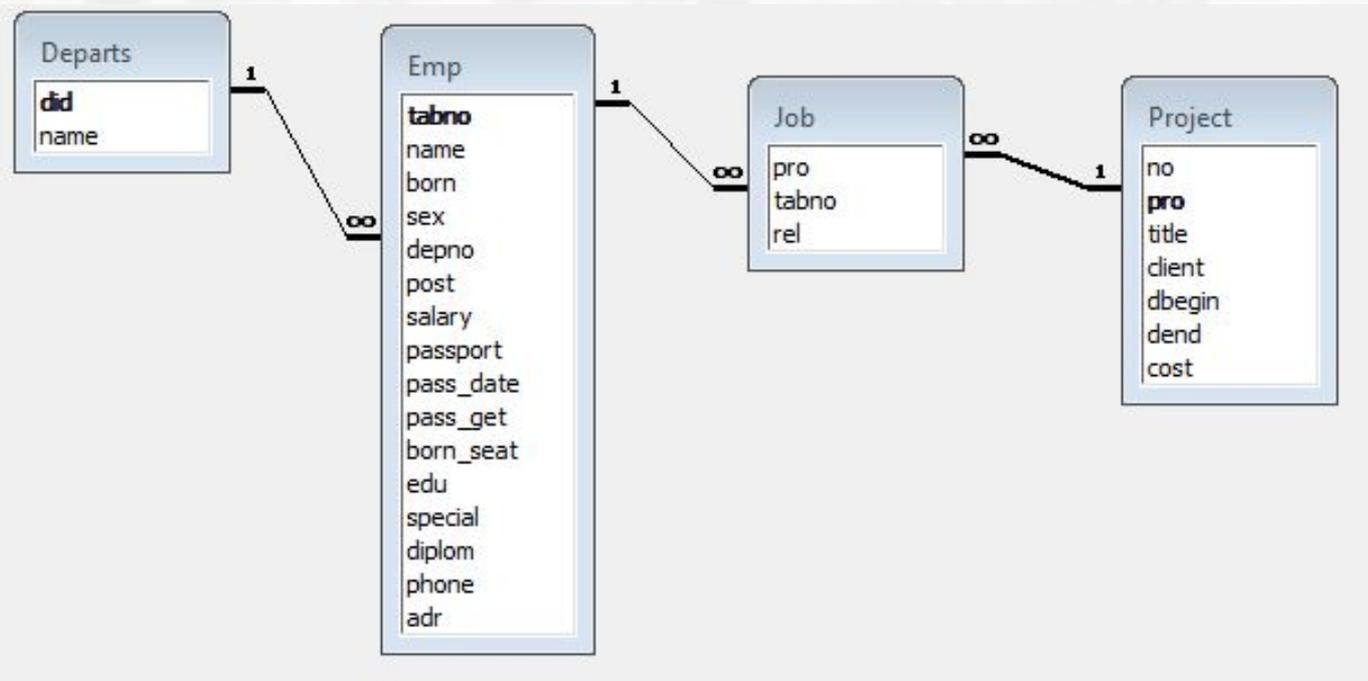 Departs
did
name
1
∞
Emp
tabno
name
born
sex
depno
post
salary
passport
pass_date
pass_get
born_seat
edu
special
diplom
phone
adr
1
∞
Job
pro
tabno
rel
∞
1
Project
no
pro
title
client
dbegin
dend
cost